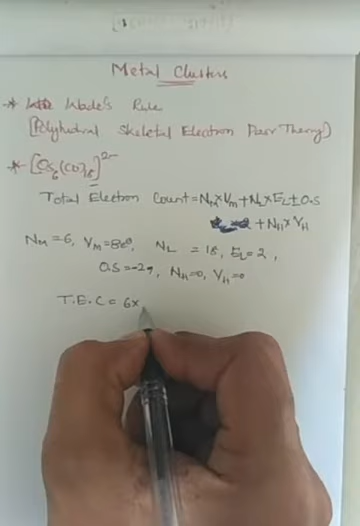 Metal Clusters
* Wade's Rule
[Polyhedral Skeletal Electron Pair Theory)
* [Os6(CO)18]2-
Total Electron Count = NM×VM+NL×EL±O.S
+ NH×VH
NM=6, VM=8e⊖, NL = 18, EL=2,
O.S = -2, NH=0, VH=0
T.E.C = 6×